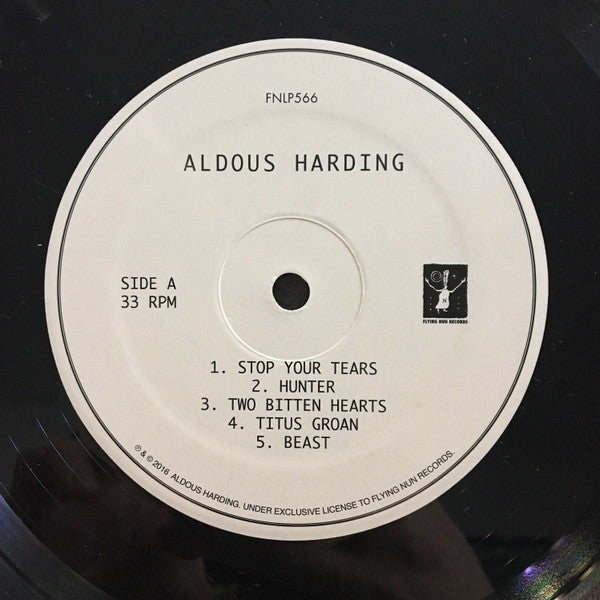 FNLP566
ALDOUS HARDING
SIDE A
33 RPM
N
FLYING NUN RECORDS
1. STOP YOUR TEARS
2. HUNTER
3. TWO BITTEN HEARTS
4. TITUS GROAN
5. BEAST
℗ & © 2016 ALDOUS HARDING. UNDER EXCLUSIVE LICENSE TO FLYING NUN RECORDS.